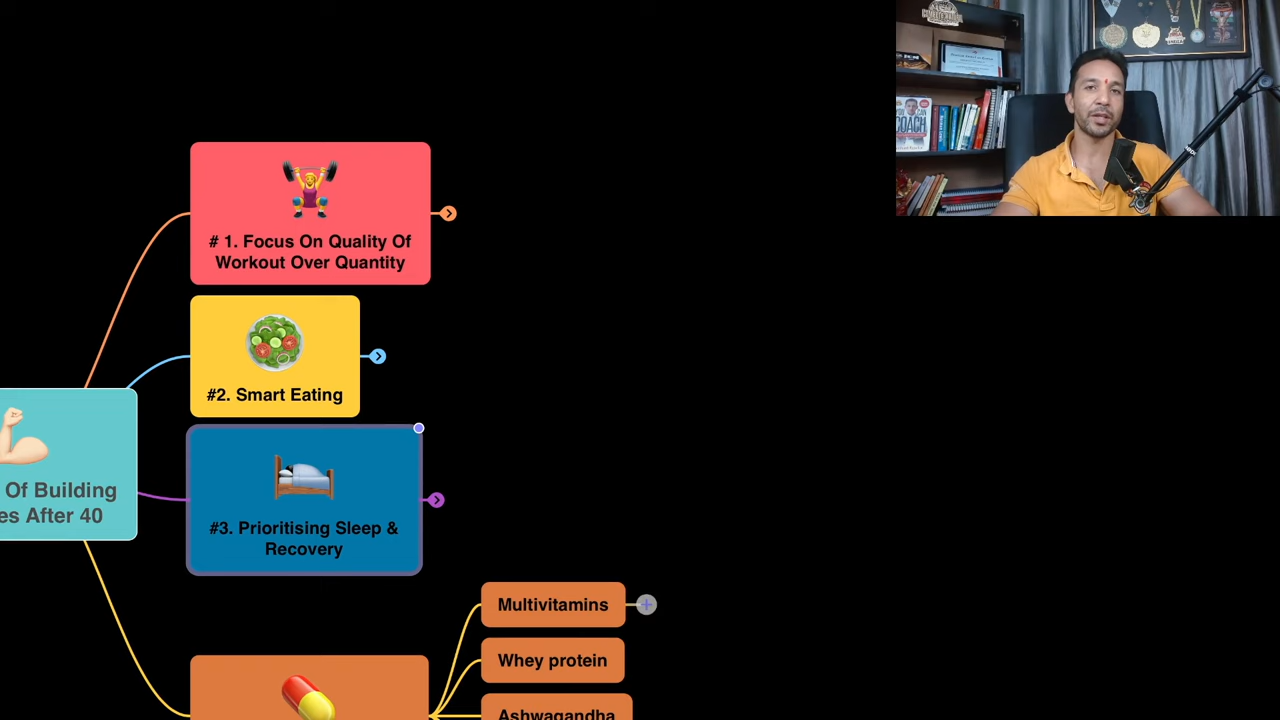 # 1. Focus On Quality Of
Workout Over Quantity
#2. Smart Eating
Of Building
es After 40
#3. Prioritising Sleep &
Recovery
Multivitamins
Whey protein
Ashwagandha
COACH